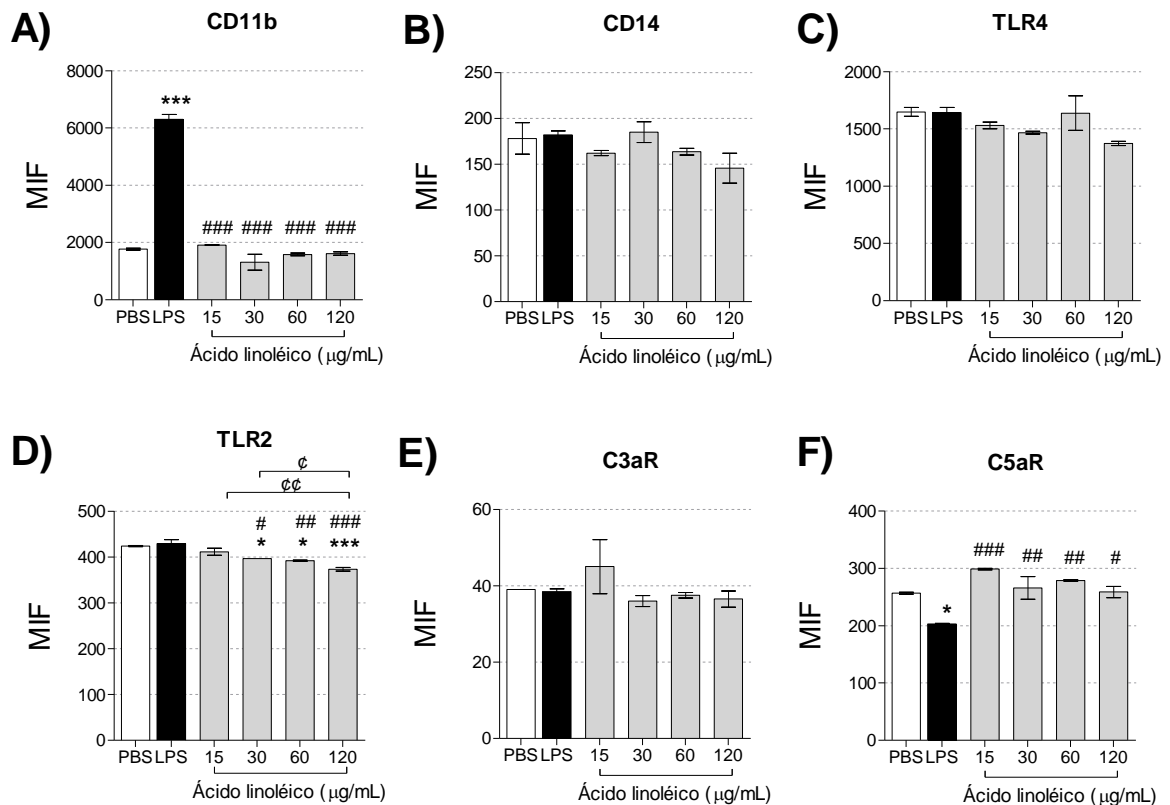 A)
CD11b
8000
6000
4000
2000
0
MIF
***
### ### ### ###
PBS LPS 15 30 60 120
Ácido linoléico ( μg/mL)
B)
CD14
250
200
150
100
50
0
MIF
PBS LPS 15 30 60 120
Ácido linoléico ( μg/mL)
C)
TLR4
2000
1500
1000
500
0
MIF
PBS LPS 15 30 60 120
Ácido linoléico ( μg/mL)
D)
TLR2
¢
¢¢
500
400
300
200
100
0
MIF
# ## ###
* * ***
PBS LPS 15 30 60 120
Ácido linoléico ( μg/mL)
E)
C3aR
60
40
20
0
MIF
PBS LPS 15 30 60 120
Ácido linoléico ( μg/mL)
F)
C5aR
400
300
200
100
0
MIF
### ## ## #
*
PBS LPS 15 30 60 120
Ácido linoléico ( μg/mL)